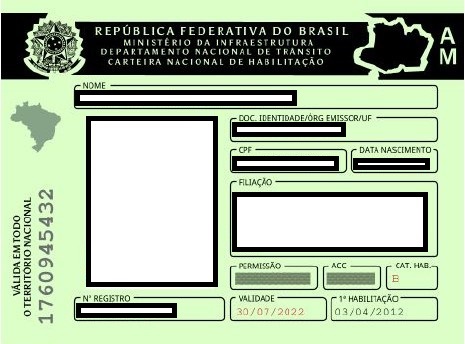 REPÚBLICA FEDERATIVA DO BRASIL
MINISTÉRIO DA INFRAESTRUTURA
DEPARTAMENTO NACIONAL DE TRÂNSITO
CARTEIRA NACIONAL DE HABILITAÇÃO
AM
NOME
DOC. IDENTIDADE/ÓRG EMISSOR/UF
CPF
DATA NASCIMENTO
FILIAÇÃO
PERMISSÃO
ACC
CAT. HAB.
B
Nº REGISTRO
VALIDADE
1ª HABILITAÇÃO
30/07/2022
03/04/2012
VÁLIDA EM TODO
O TERRITÓRIO NACIONAL
1760945432